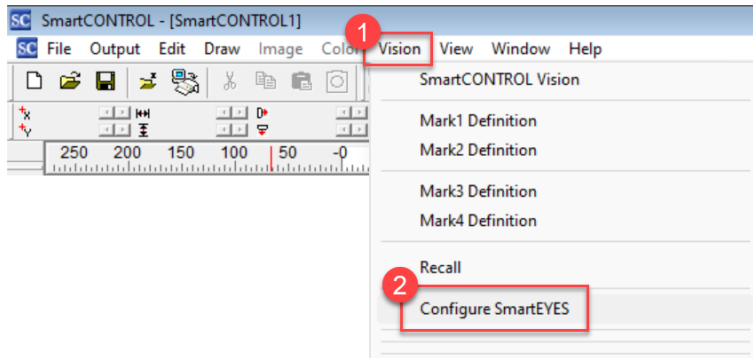 SC SmartCONTROL - [SmartCONTROL1]
1
SC File Output Edit Draw Image Color Vision View Window Help
SmartCONTROL Vision
X
Y
D
Mark1 Definition
Mark2 Definition
250 200 150 100 50 -0
Mark3 Definition
Mark4 Definition
Recall
2
Configure SmartEYES